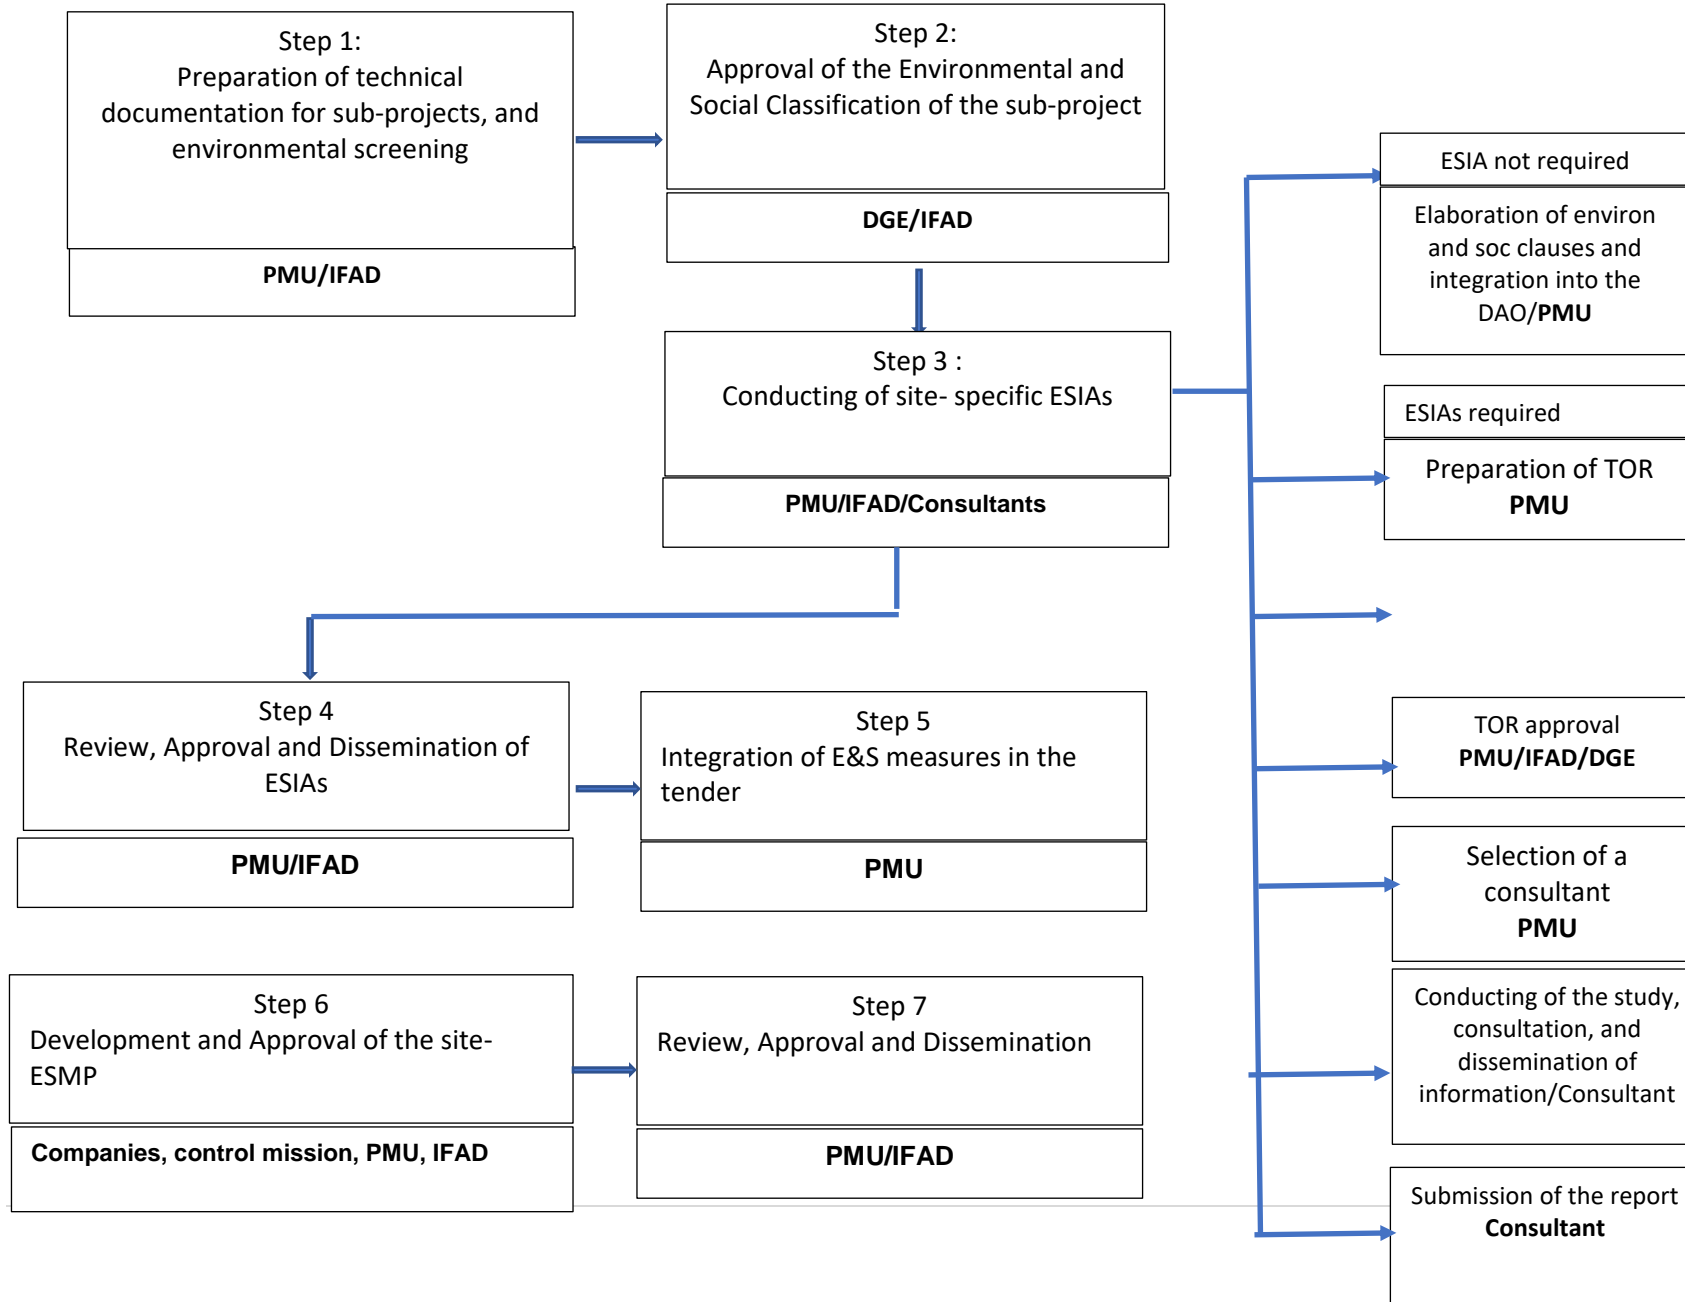 Step 1:
Preparation of technical
documentation for sub-projects, and
environmental screening
PMU/IFAD
Step 2:
Approval of the Environmental and
Social Classification of the sub-project
DGE/IFAD
Step 3 :
Conducting of site- specific ESIAs
PMU/IFAD/Consultants
ESIA not required
Elaboration of environ
and soc clauses and
integration into the
DAO/PMU
ESIAs required
Preparation of TOR
PMU
TOR approval
PMU/IFAD/DGE
Selection of a
consultant
PMU
Conducting of the study,
consultation, and
dissemination of
information/Consultant
Submission of the report
Consultant
Step 4
Review, Approval and Dissemination of
ESIAs
PMU/IFAD
Step 5
Integration of E&S measures in the
tender
PMU
Step 6
Development and Approval of the site-
ESMP
Companies, control mission, PMU, IFAD
Step 7
Review, Approval and Dissemination
PMU/IFAD